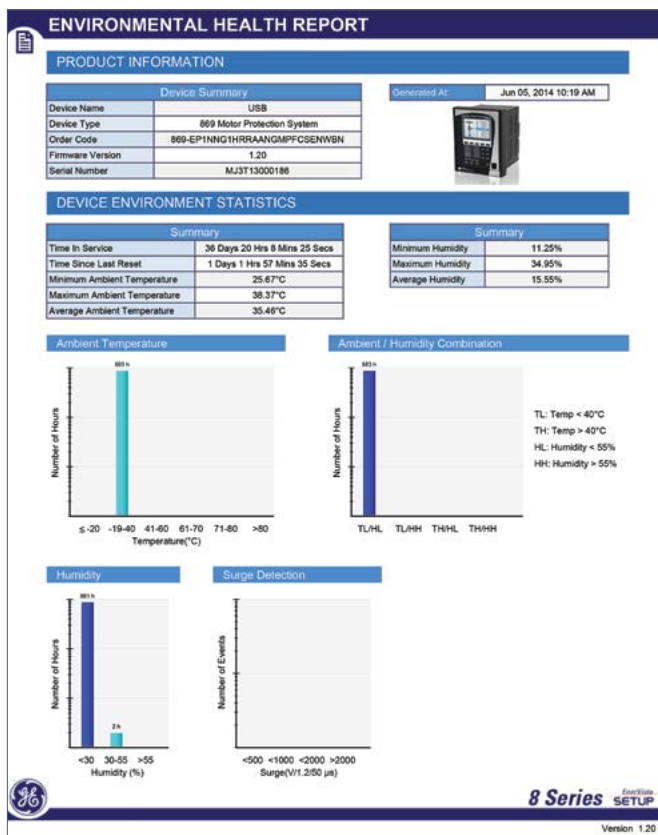 ENVIRONMENTAL HEALTH REPORT
PRODUCT INFORMATION
Device Summary
Device Name USB
Device Type 869 Motor Protection System
Order Code 869-EP1NNG1HRRAANGMPFCSENWBN
Firmware Version 1.20
Serial Number MJ3T13000186
Generated At: Jun 05, 2014 10:19 AM
DEVICE ENVIRONMENT STATISTICS
Summary
Time In Service 36 Days 20 Hrs 8 Mins 25 Secs
Time Since Last Reset 1 Days 1 Hrs 57 Mins 35 Secs
Minimum Ambient Temperature 25.67°C
Maximum Ambient Temperature 38.37°C
Average Ambient Temperature 35.46°C
Summary
Minimum Humidity 11.25%
Maximum Humidity 34.95%
Average Humidity 15.55%
Ambient Temperature
Number of Hours
≤ -20 -19-40 41-60 61-70 71-80 >80
Temperature(°C)
Ambient / Humidity Combination
883 h
Number of Hours
TL/HL TL/HH TH/HL TH/HH
TL: Temp < 40°C
TH: Temp > 40°C
HL: Humidity < 55%
HH: Humidity > 55%
Humidity
881 h
2 h
Number of Hours
<30 30-55 >55
Humidity (%)
Surge Detection
Number of Events
<500 <1000 <2000 >2000
Surge(V/1.2/50 µs)
8 Series EnerVista SETUP
Version 1.20